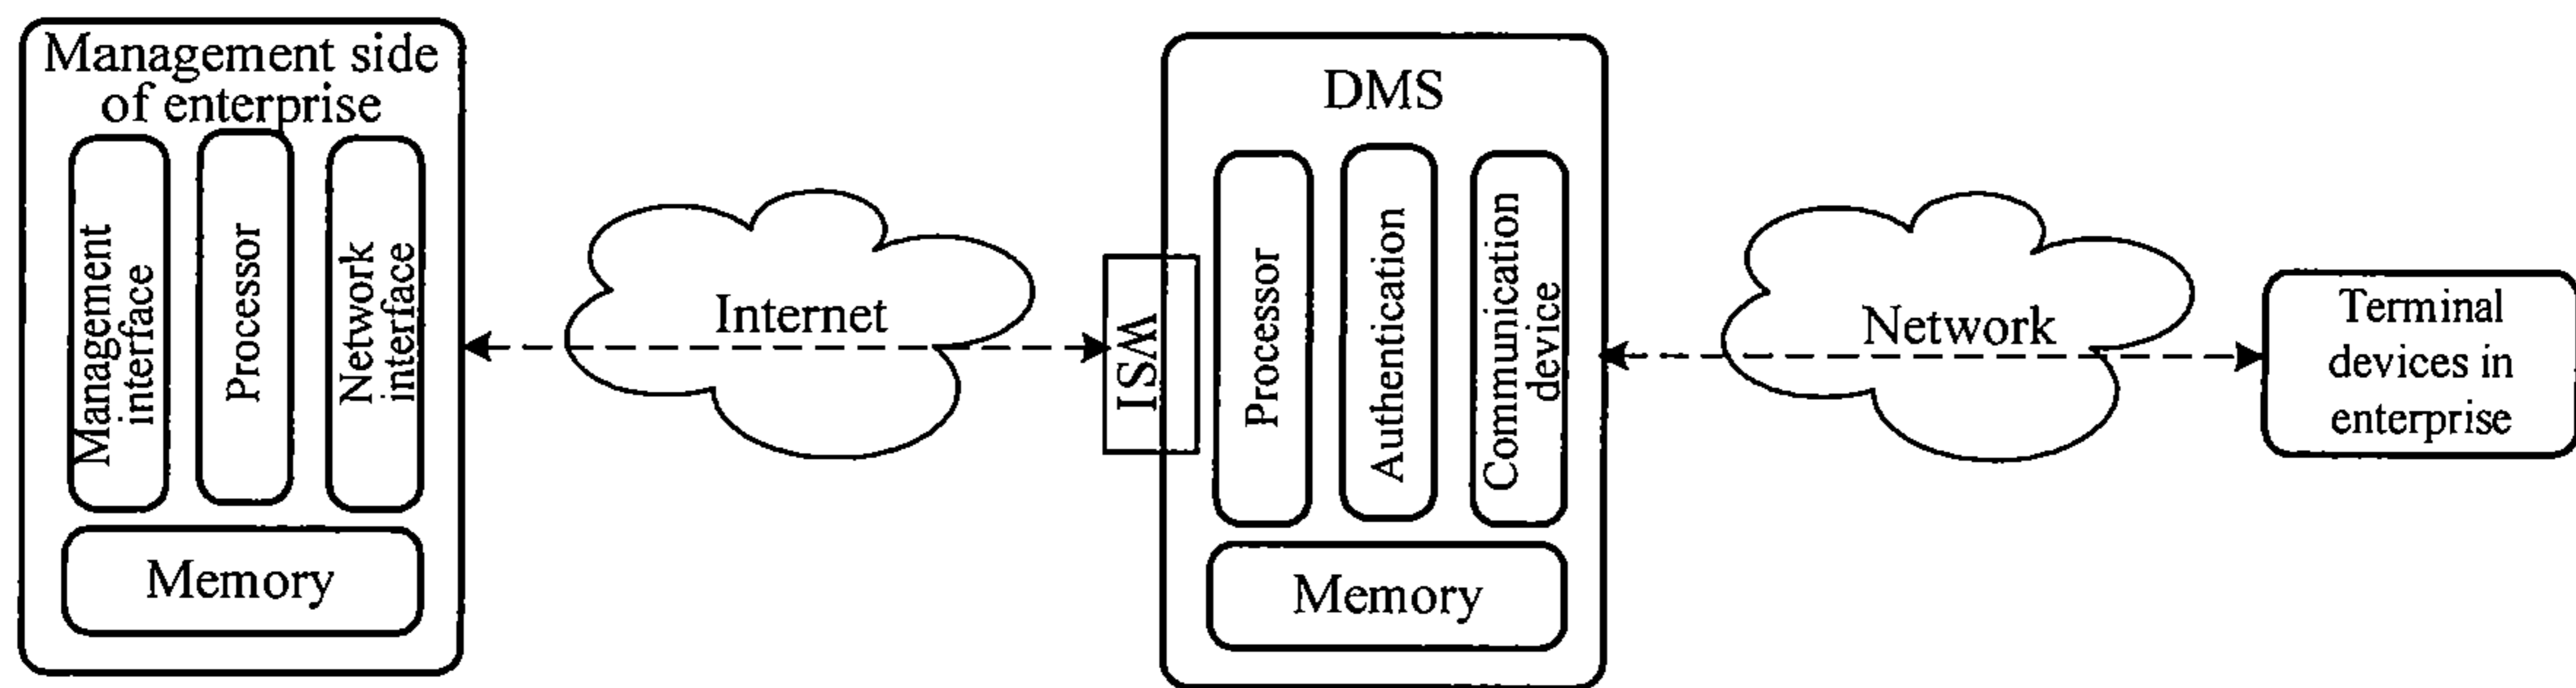 Management side
of enterprise
Management
interface
Processor
Network
interface
Memory
Internet
WSI
DMS
Processor
Authentication
Communication
device
Memory
Network
Terminal
devices in
enterprise